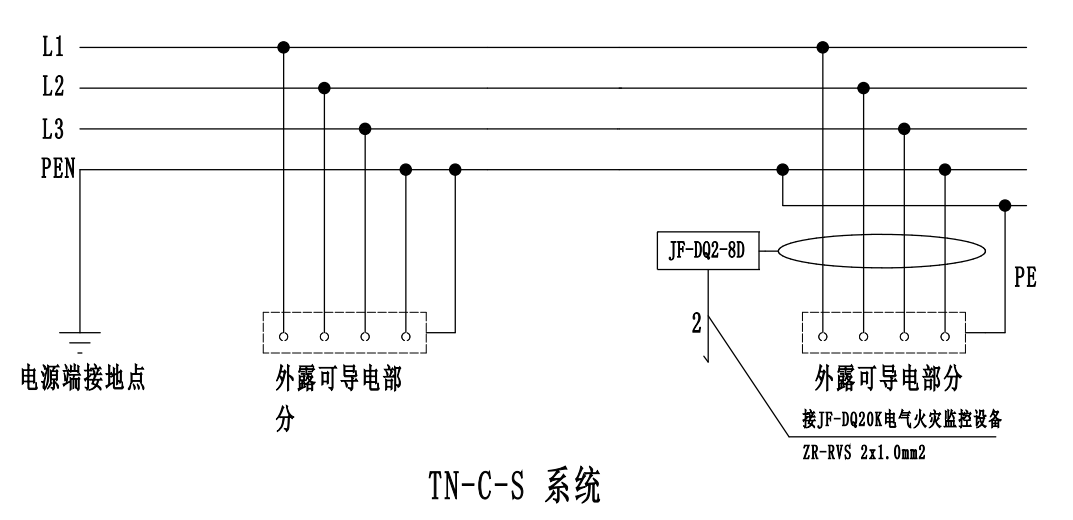 L1
L2
L3
PEN
JF-DQ2-8D
PE
2
电源端接地点
外露可导电部
分
外露可导电部分
接JF-DQ20K电气火灾监控设备
ZR-RVS 2x1.0mm2
TN-C-S 系统